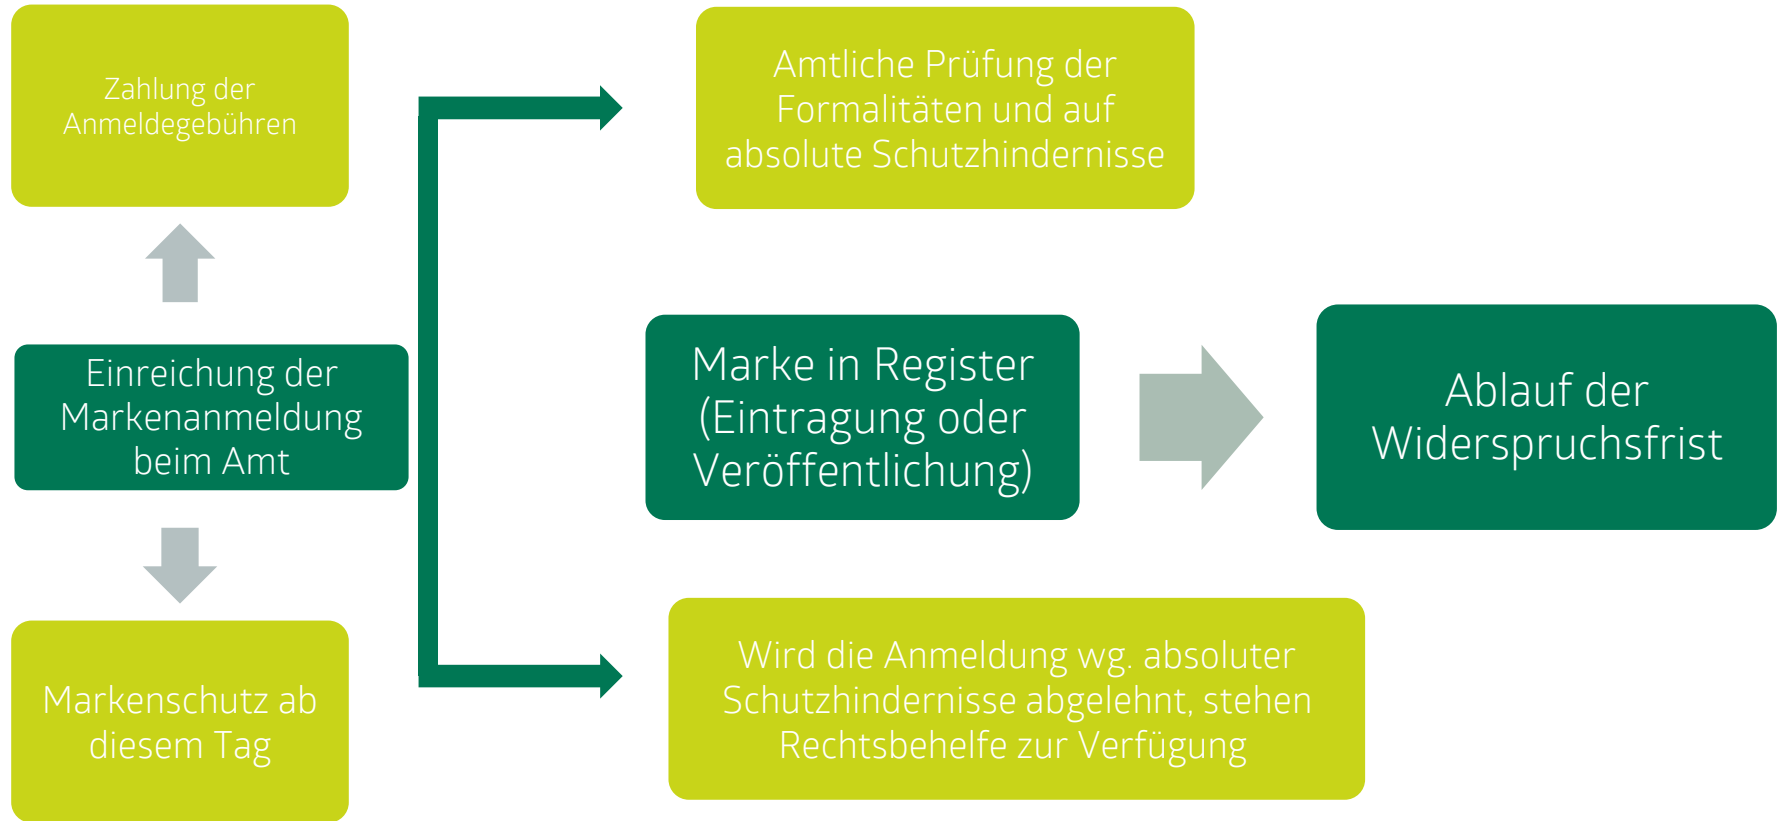 Zahlung der
Anmeldegebühren
Einreichung der
Markenanmeldung
beim Amt
Markenschutz ab
diesem Tag
Amtliche Prüfung der
Formalitäten und auf
absolute Schutzhindernisse
Marke in Register
(Eintragung oder
Veröffentlichung)
Ablauf der
Widerspruchsfrist
Wird die Anmeldung wg. absoluter
Schutzhindernisse abgelehnt, stehen
Rechtsbehelfe zur Verfügung